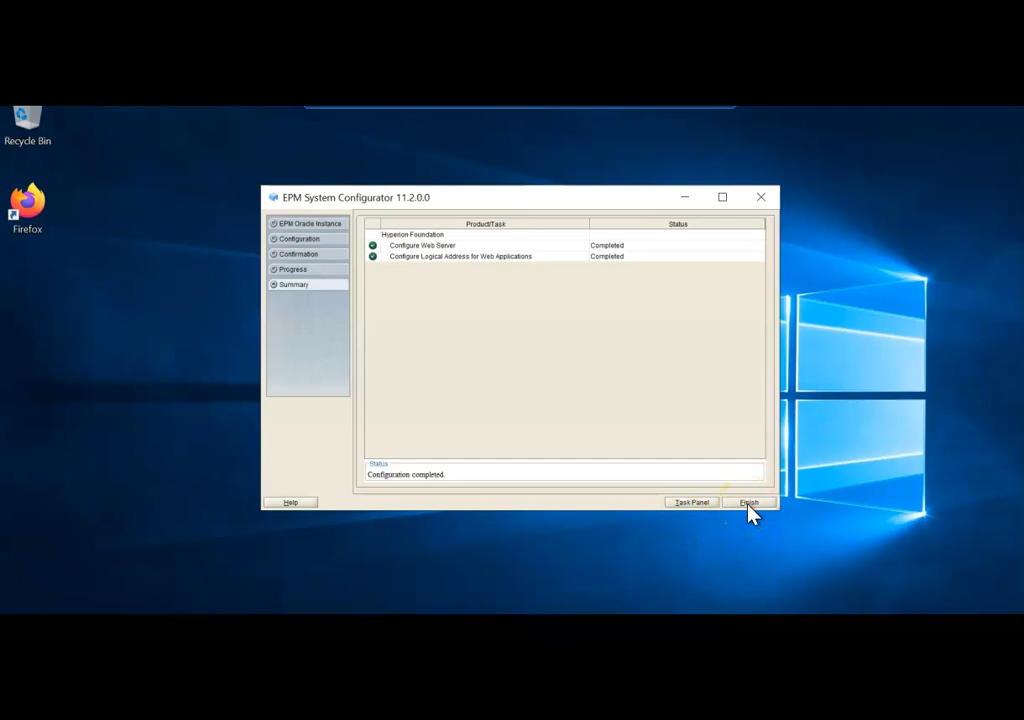 Recycle Bin
Firefox
EPM System Configurator 11.2.0.0
EPM Oracle Instance
Configuration
Confirmation
Progress
Summary
Product/Task Status
Hyperion Foundation
Configure Web Server Completed
Configure Logical Address for Web Applications Completed
Status
Configuration completed.
Help Task Panel Finish